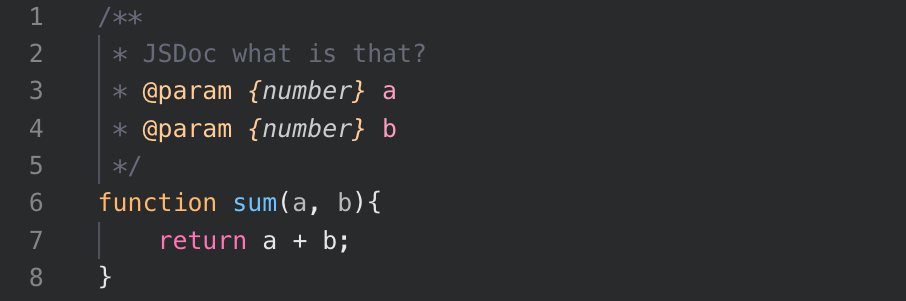 1 /**
2 * JSDoc what is that?
3 * @param {number} a
4 * @param {number} b
5 */
6 function sum(a, b){
7 return a + b;
8 }